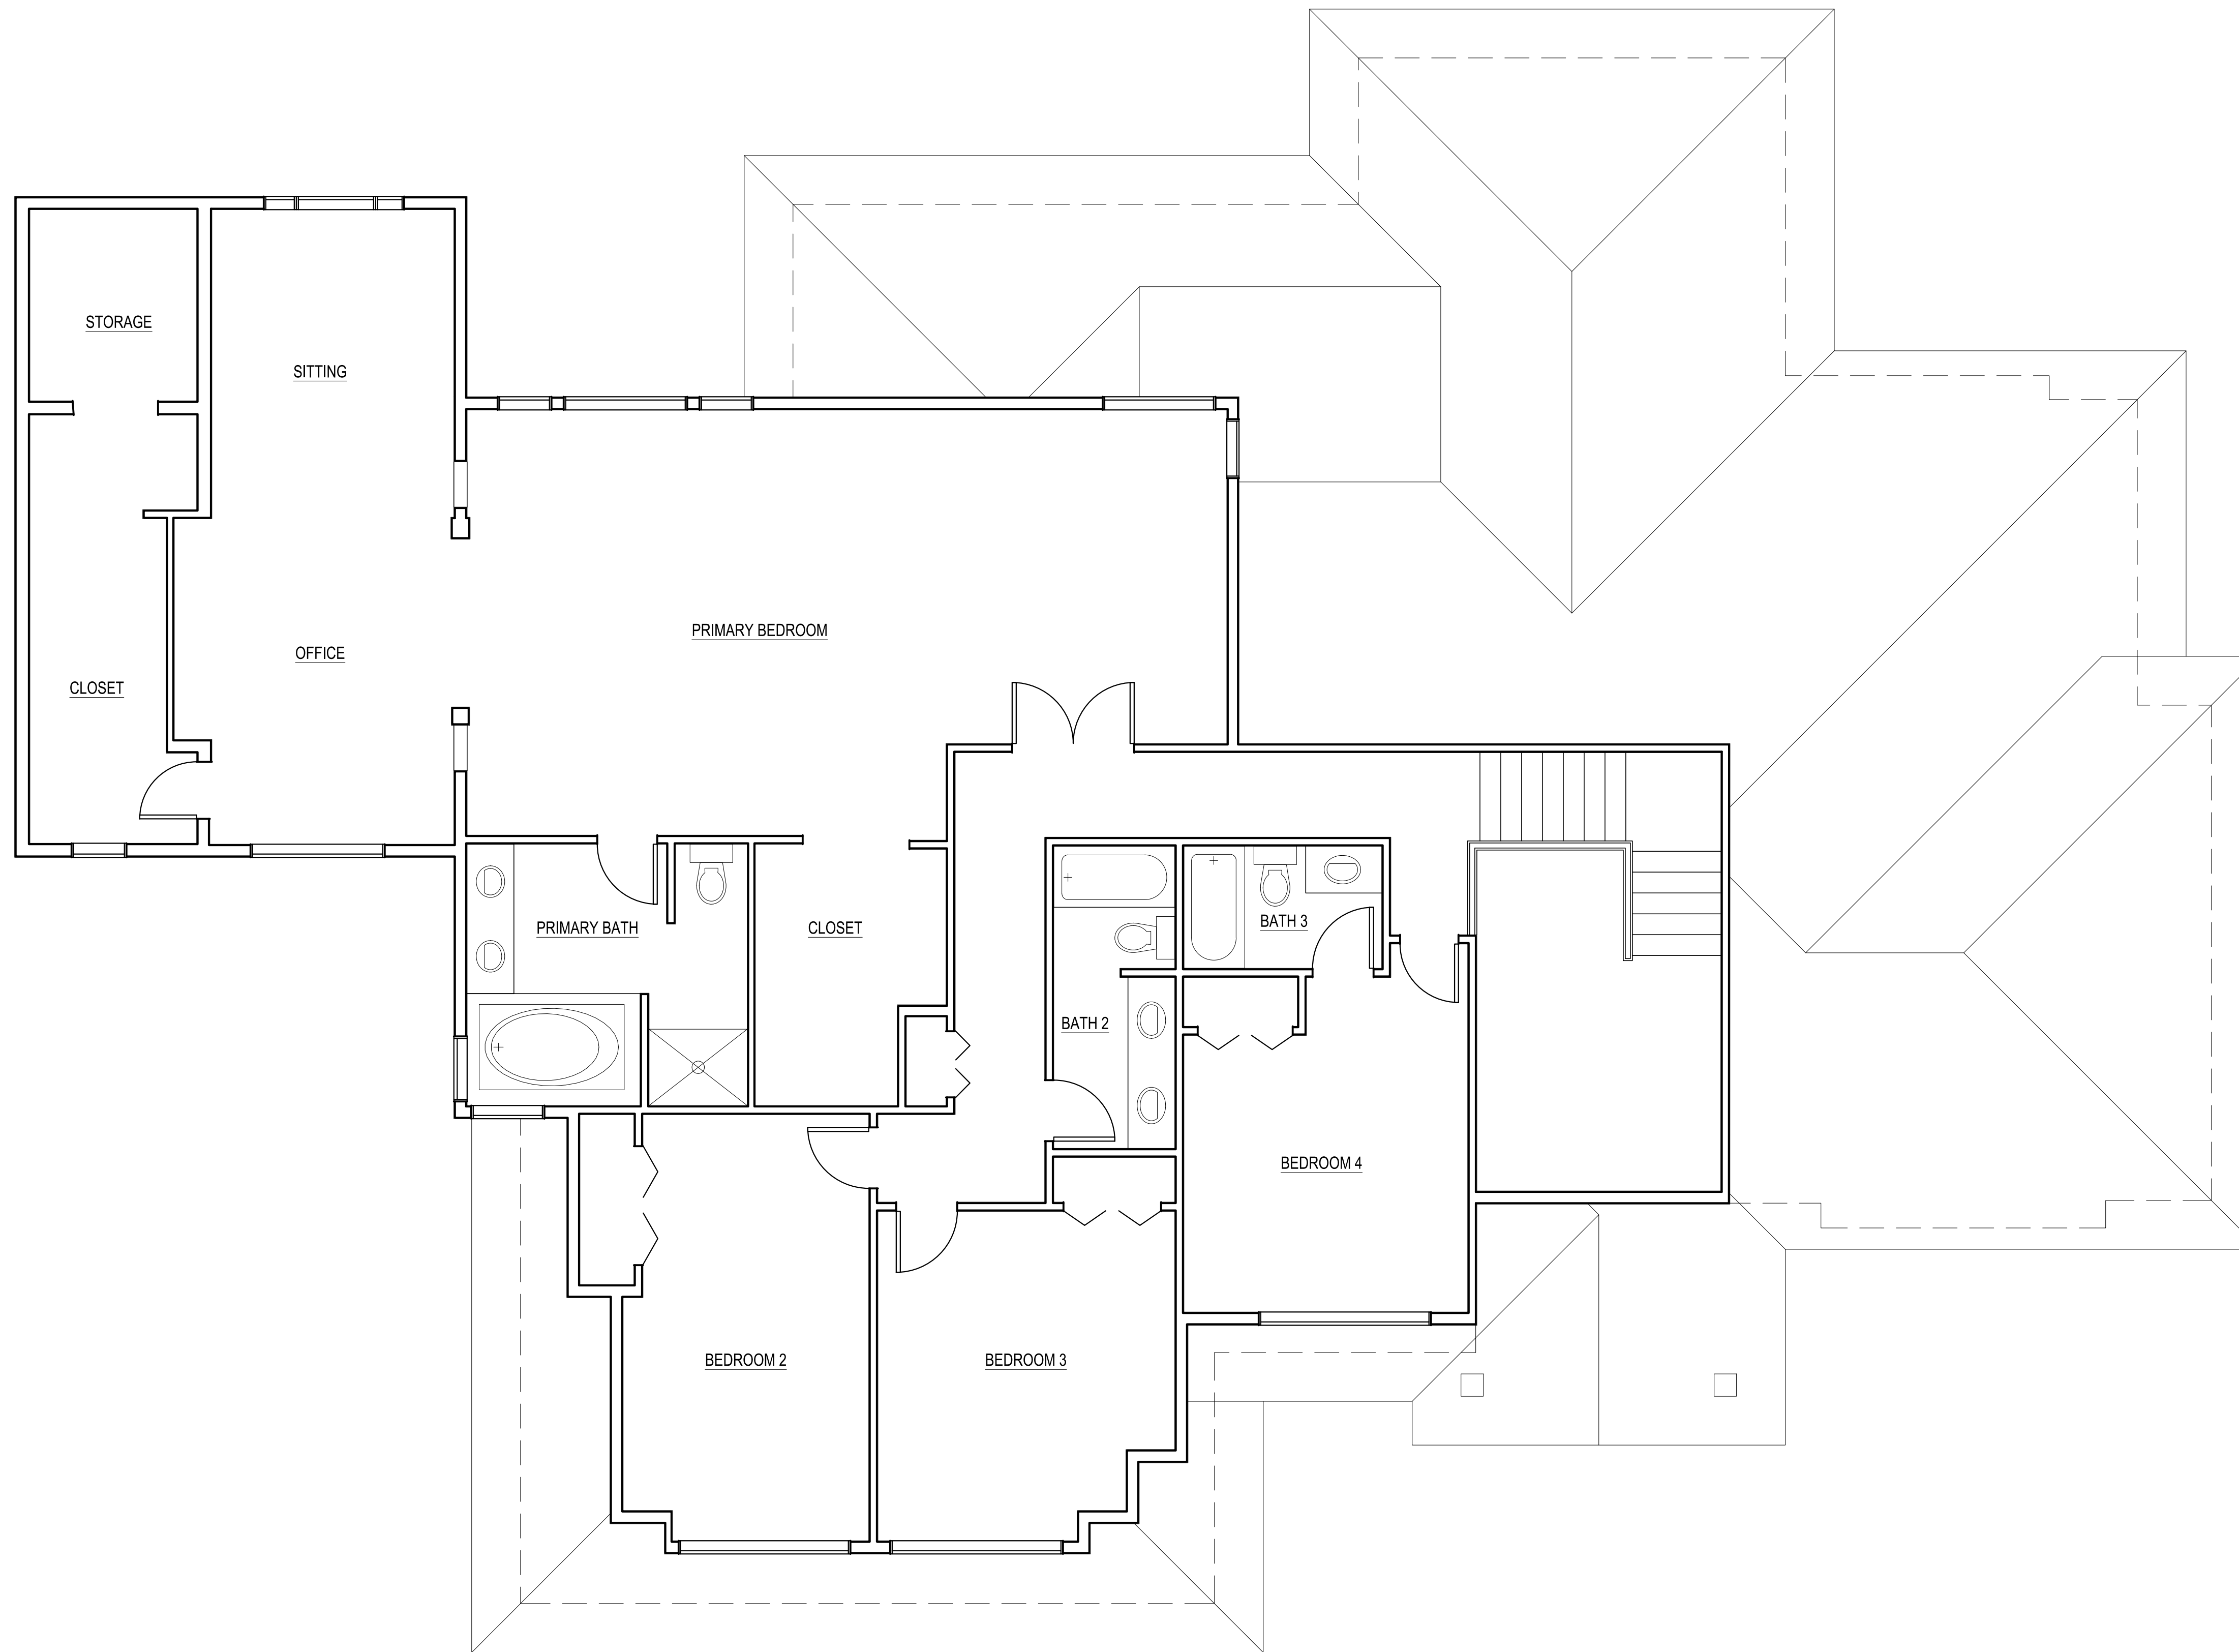 STORAGE
SITTING
PRIMARY BEDROOM
OFFICE
CLOSET
PRIMARY BATH
CLOSET
BATH 3
BATH 2
BEDROOM 4
BEDROOM 2
BEDROOM 3